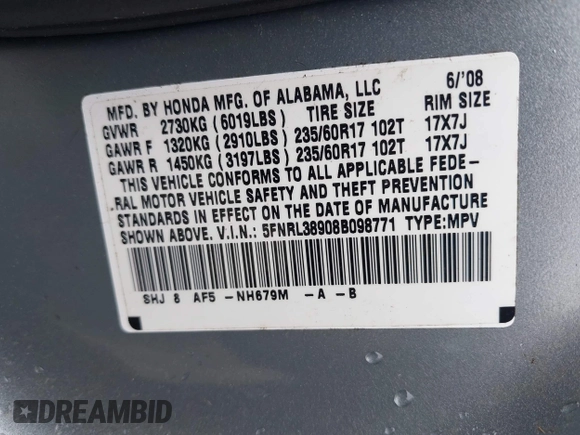 MFD. BY HONDA MFG. OF ALABAMA, LLC 6/'08
GVWR 2730KG (6019LBS) TIRE SIZE RIM SIZE
GAWR F 1320KG (2910LBS) 235/60R17 102T 17X7J
GAWR R 1450KG (3197LBS) 235/60R17 102T 17X7J
THIS VEHICLE CONFORMS TO ALL APPLICABLE FEDE-
RAL MOTOR VEHICLE SAFETY AND THEFT PREVENTION
STANDARDS IN EFFECT ON THE DATE OF MANUFACTURE
SHOWN ABOVE. V.I.N.: 5FNRL38908B098771 TYPE:MPV
SHJ 8 AF5 -NH679M -A -B
DREAMBID